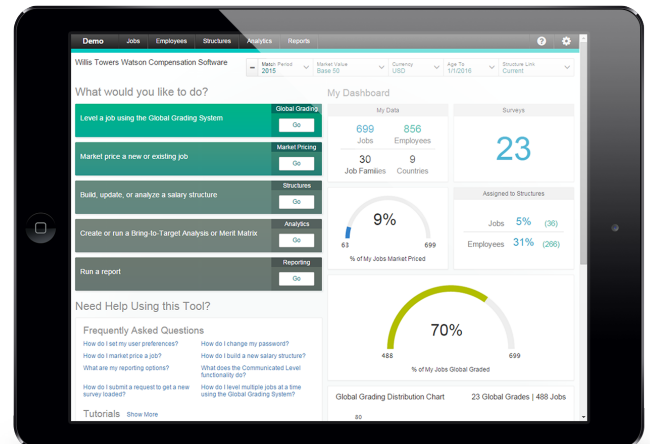 Demo Jobs Employees Structures Analytics Reports
Willis Towers Watson Compensation Software
Match Period Market Value Currency Age To Structure Link
2015 Base 50 USD 1/1/2016 Current
What would you like to do?
Global Grading
Level a job using the Global Grading System
Go
Market Pricing
Market price a new or existing job
Go
Structures
Build, update, or analyze a salary structure
Go
Analytics
Create or run a Bring-to-Target Analysis or Merit Matrix
Go
Reporting
Run a report
Go
Need Help Using this Tool?
Frequently Asked Questions
How do I set my user preferences? How do I change my password?
How do I market price a job? How do I build a new salary structure?
What are my reporting options? What does the Communicated Level
functionality do?
How do I submit a request to get a new How do I level multiple jobs at a time
survey loaded? using the Global Grading System?
Tutorials Show More
My Dashboard
My Data
699 856
Jobs Employees
30 9
Job Families Countries
Surveys
23
9%
63 699
% of My Jobs Market Priced
Assigned to Structures
Jobs 5% (36)
Employees 31% (266)
70%
488 699
% of My Jobs Global Graded
Global Grading Distribution Chart 23 Global Grades | 488 Jobs
80